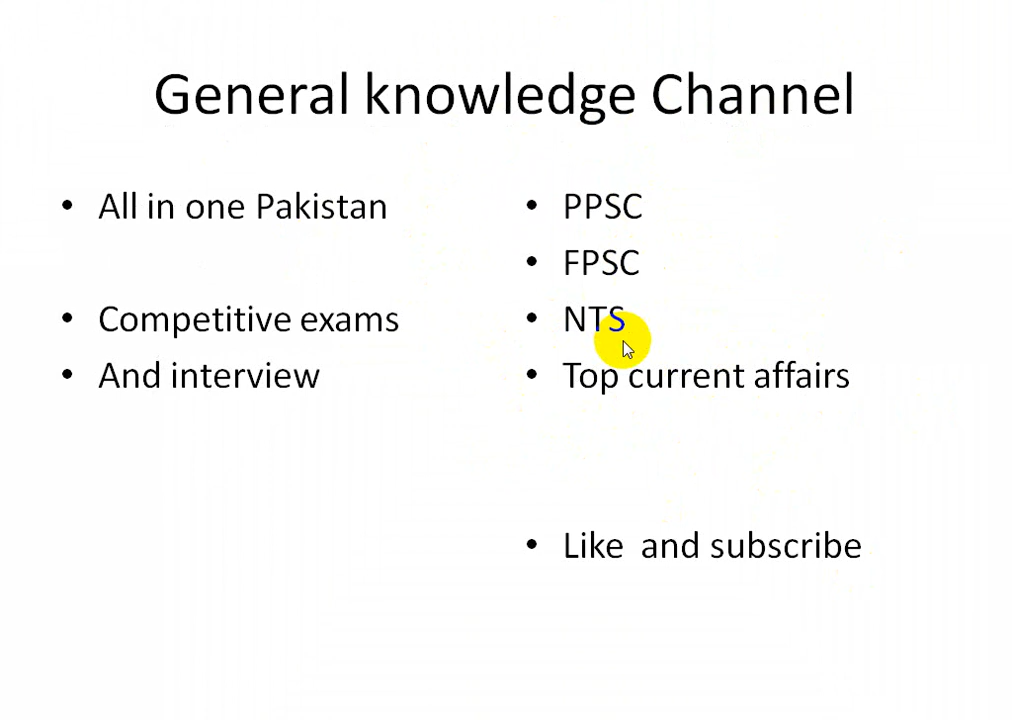 General knowledge Channel
• All in one Pakistan
• Competitive exams
• And interview
• PPSC
• FPSC
• NTS
• Top current affairs
• Like and subscribe